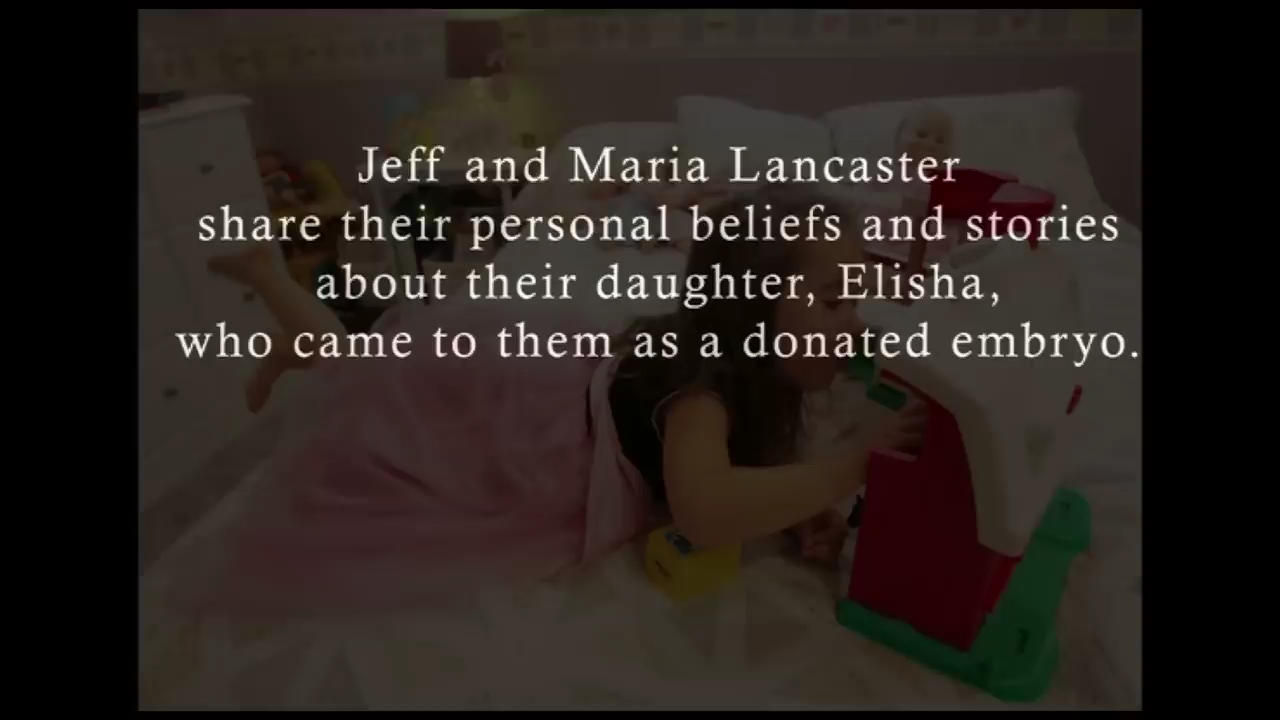 Jeff and Maria Lancaster
share their personal beliefs and stories
about their daughter, Elisha,
who came to them as a donated embryo.